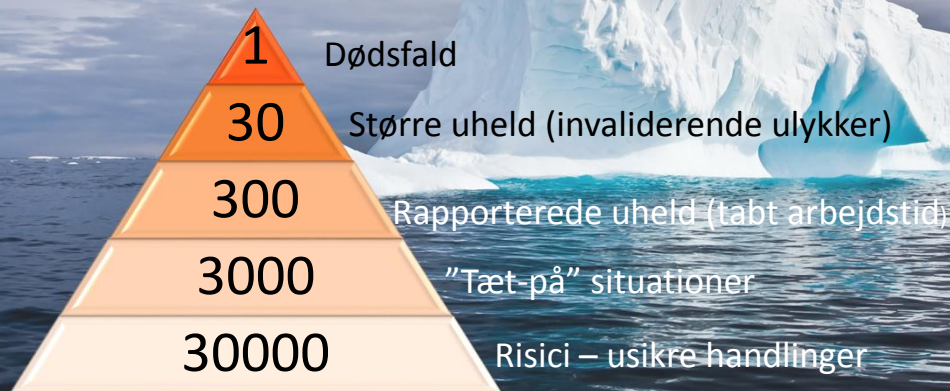 1 Dødsfald
30 Større uheld (invaliderende ulykker)
300 Rapporterede uheld (tabt arbejdstid)
3000 ”Tæt-på” situationer
30000 Risici – usikre handlinger